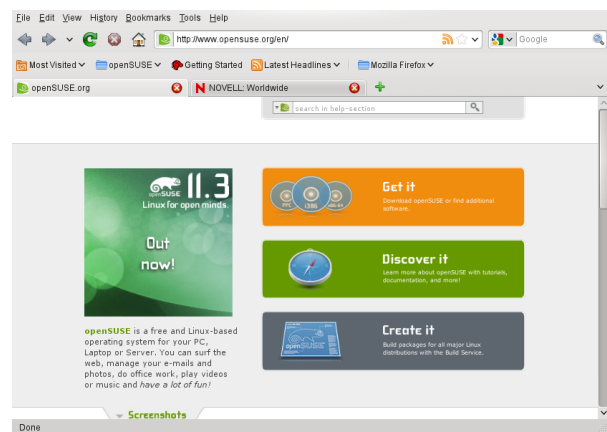 File Edit View History Bookmarks Tools Help
http://www.opensuse.org/en/
Google
Most Visited openSUSE Getting Started Latest Headlines Mozilla Firefox
openSUSE.org NOVELL: Worldwide
search in help-section
openSUSE 11.3
Linux for open minds.
Out
now!
Get it
Download openSUSE or find additional
software.
PPC i386 x86-64
Discover it
Learn more about openSUSE with tutorials,
documentation, and more!
Create it
Build packages for all major Linux
distributions with the Build Service.
openSUSE
openSUSE is a free and Linux-based
operating system for your PC,
Laptop or Server. You can surf the
web, manage your e-mails and
photos, do office work, play videos
or music and have a lot of fun!
Screenshots
Done